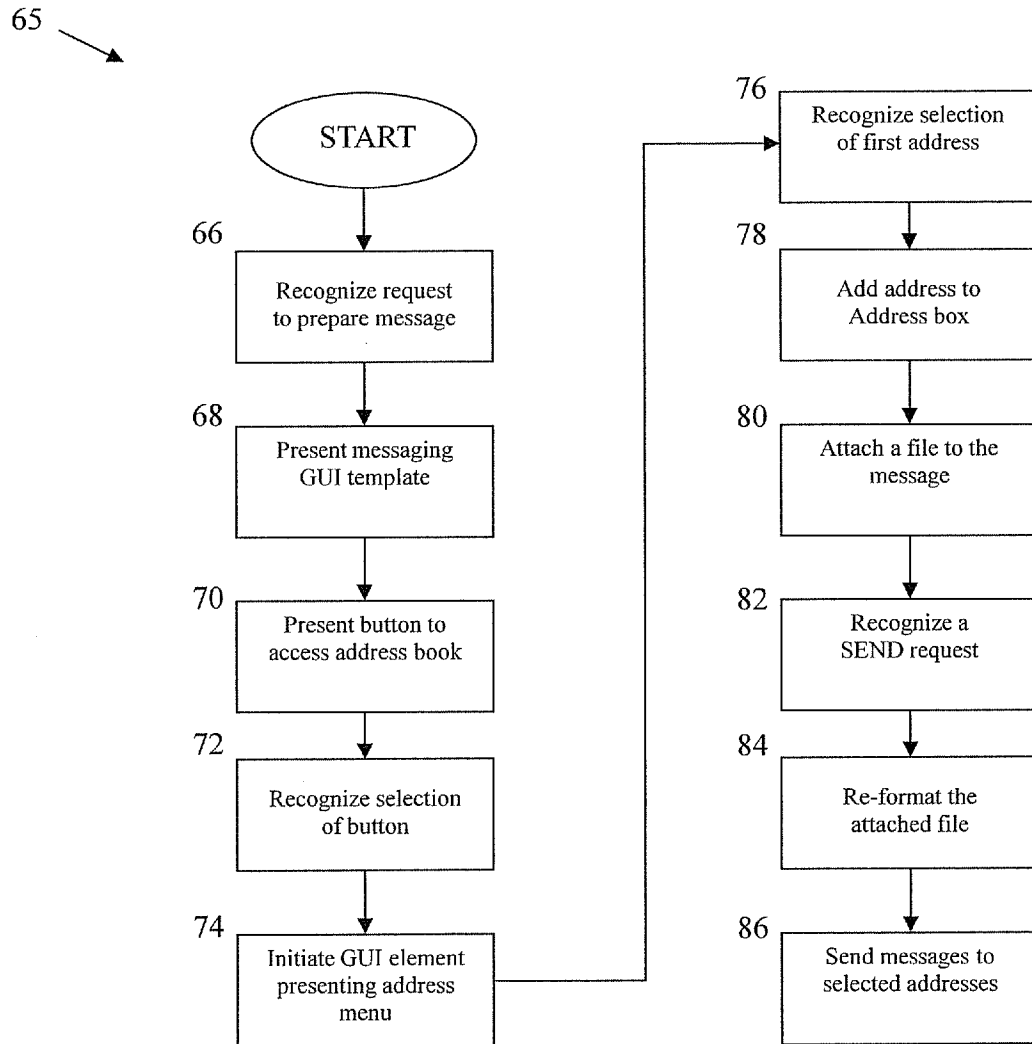 65
START
66
Recognize request
to prepare message
68
Present messaging
GUI template
70
Present button to
access address book
72
Recognize selection
of button
74
Initiate GUI element
presenting address
menu
76
Recognize selection
of first address
78
Add address to
Address box
80
Attach a file to the
message
82
Recognize a
SEND request
84
Re-format the
attached file
86
Send messages to
selected addresses